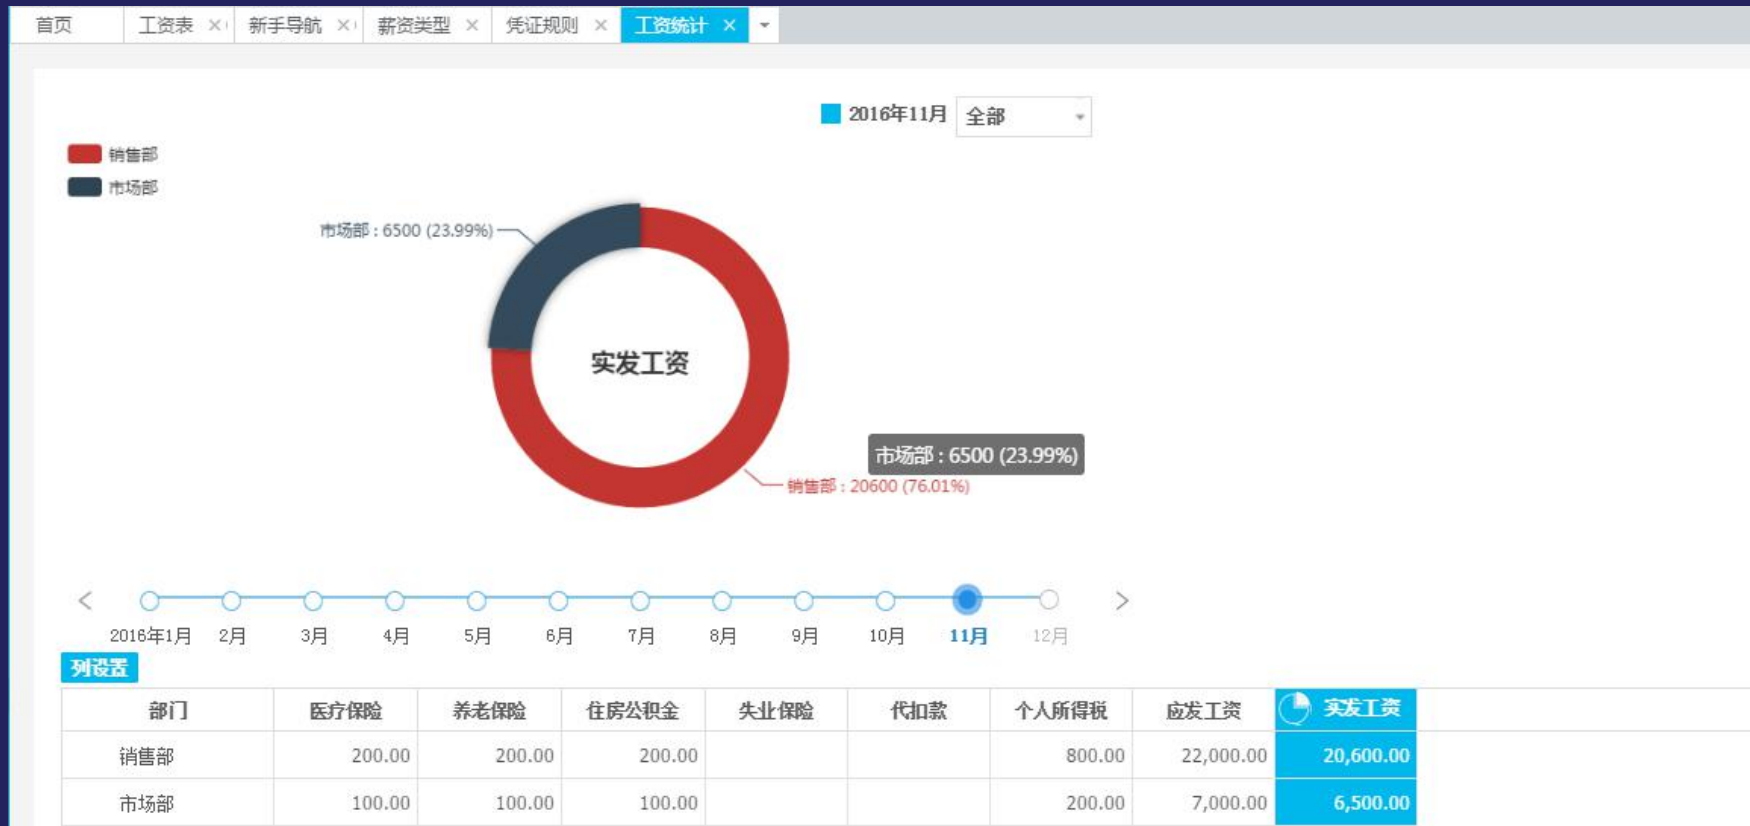 首页 工资表 新手导航 薪资类型 凭证规则 工资统计
2016年11月 全部
销售部
市场部
市场部 : 6500 (23.99%)
实发工资
市场部 : 6500 (23.99%)
销售部 : 20600 (76.01%)
2016年1月 2月 3月 4月 5月 6月 7月 8月 9月 10月 11月 12月
列设置
部门 医疗保险 养老保险 住房公积金 失业保险 代扣款 个人所得税 应发工资 实发工资
销售部 200.00 200.00 200.00 800.00 22,000.00 20,600.00
市场部 100.00 100.00 100.00 200.00 7,000.00 6,500.00